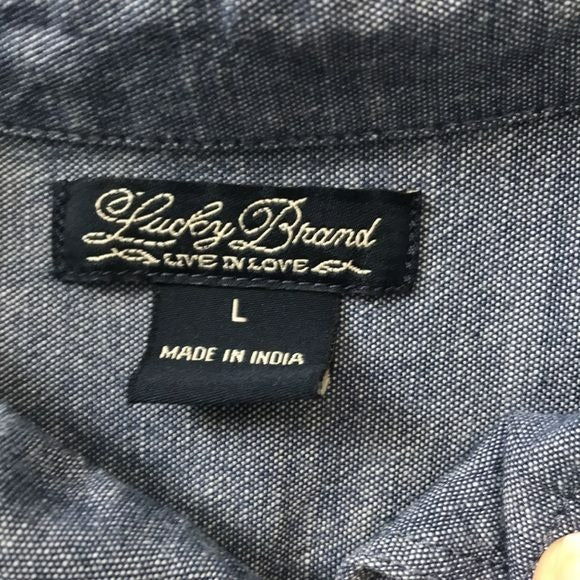 Lucky Brand
LIVE IN LOVE
L
MADE IN INDIA